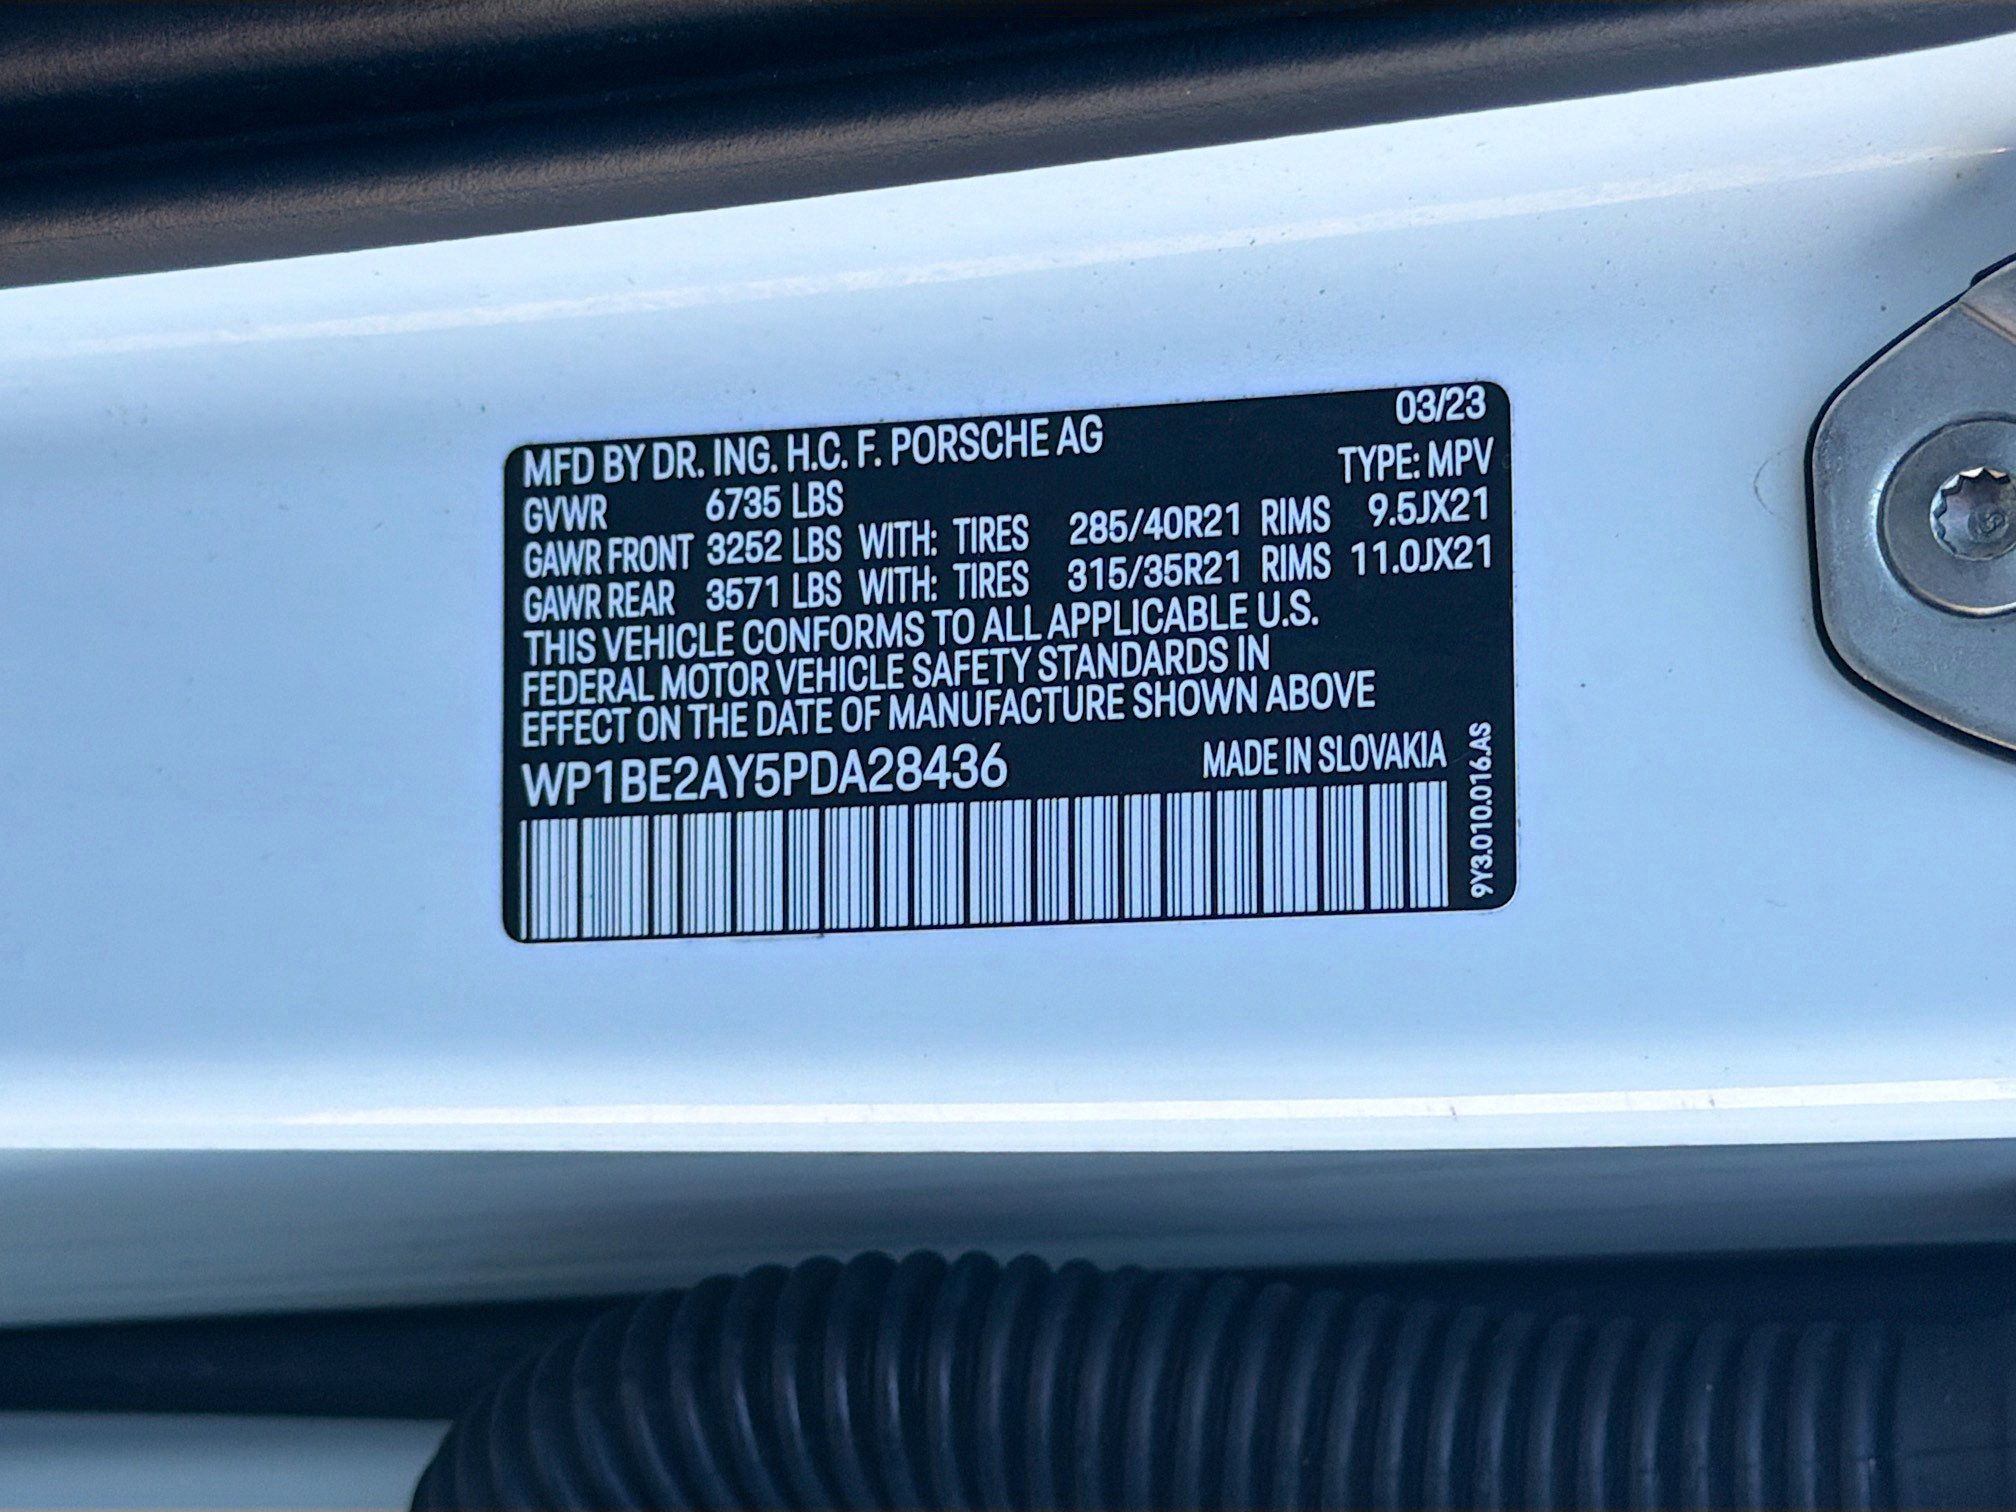 03/23
MFD BY DR. ING. H.C. F. PORSCHE AG
TYPE: MPV
GVWR 6735 LBS
GAWR FRONT 3252 LBS WITH: TIRES 285/40R21 RIMS 9.5JX21
GAWR REAR 3571 LBS WITH: TIRES 315/35R21 RIMS 11.0JX21
THIS VEHICLE CONFORMS TO ALL APPLICABLE U.S.
FEDERAL MOTOR VEHICLE SAFETY STANDARDS IN
EFFECT ON THE DATE OF MANUFACTURE SHOWN ABOVE
WP1BE2AY5PDA28436 MADE IN SLOVAKIA
9Y3.010.016.AS